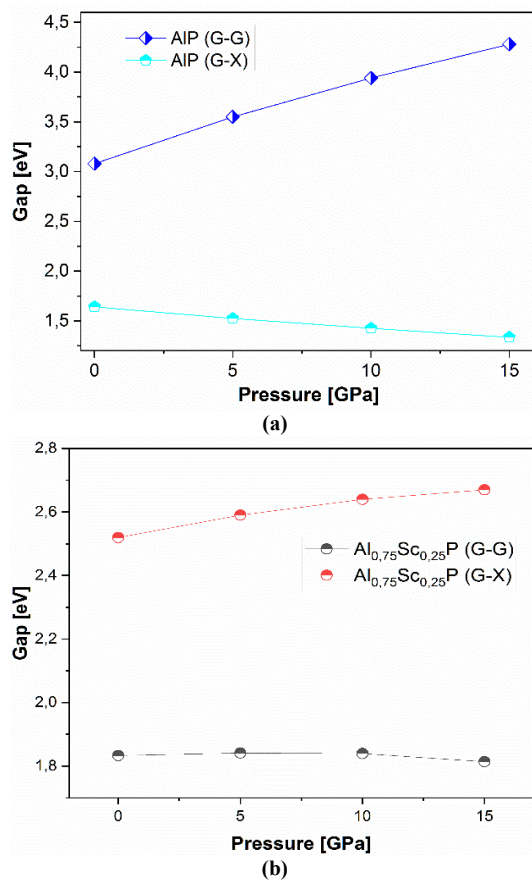 AlP (G-G)
AlP (G-X)
4,5
4,0
3,5
3,0
2,5
2,0
1,5
Gap [eV]
0 5 10 15
Pressure [GPa]
(a)
2,8
2,6
2,4
2,2
2,0
1,8
Gap [eV]
Al0,75Sc0,25P (G-G)
Al0,75Sc0,25P (G-X)
0 5 10 15
Pressure [GPa]
(b)